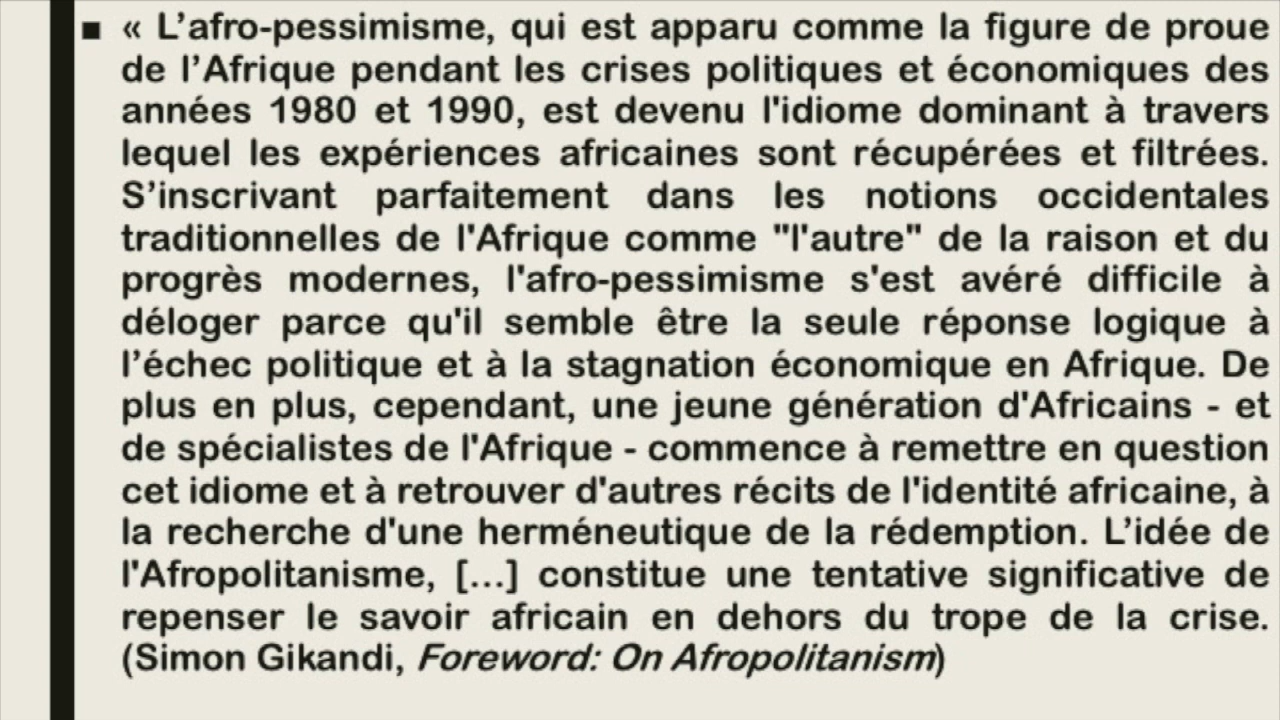 ▪ « L’afro-pessimisme, qui est apparu comme la figure de proue
de l’Afrique pendant les crises politiques et économiques des
années 1980 et 1990, est devenu l'idiome dominant à travers
lequel les expériences africaines sont récupérées et filtrées.
S’inscrivant parfaitement dans les notions occidentales
traditionnelles de l'Afrique comme "l'autre" de la raison et du
progrès modernes, l'afro-pessimisme s'est avéré difficile à
déloger parce qu'il semble être la seule réponse logique à
l’échec politique et à la stagnation économique en Afrique. De
plus en plus, cependant, une jeune génération d'Africains - et
de spécialistes de l'Afrique - commence à remettre en question
cet idiome et à retrouver d'autres récits de l'identité africaine, à
la recherche d'une herméneutique de la rédemption. L’idée de
l'Afropolitanisme, […] constitue une tentative significative de
repenser le savoir africain en dehors du trope de la crise.
(Simon Gikandi, Foreword: On Afropolitanism)